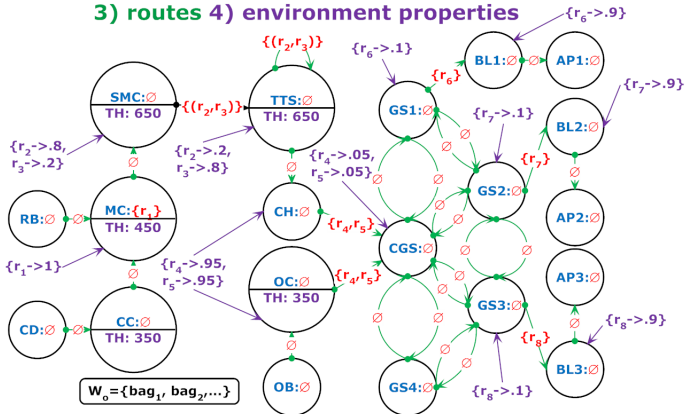 3) routes 4) environment properties
{(r₂,r₃)}
{r₆->.9}
{r₆->.1}
{r₆}
BL1:∅
∅
AP1:∅
SMC:∅
TH: 650
{(r₂,r₃)}
TTS:∅
TH: 650
GS1:∅
{r₇->.9}
{r₇->.1}
BL2:∅
{r₂->.8,
r₃->.2}
{r₂->.2,
r₃->.8}
{r₄->.05,
r₅->.05}
∅
∅
{r₇}
∅
∅
∅
∅
GS2:∅
∅
RB:∅
∅
MC:{r₁}
TH: 450
CH:∅
{r₄,r₅}
∅
∅
AP2:∅
{r₁->1}
{r₄->.95,
r₅->.95}
CGS:∅
∅
∅
∅
OC:∅
TH: 350
{r₄,r₅}
∅
∅
AP3:∅
CD:∅
∅
CC:∅
TH: 350
∅
∅
GS3:∅
{r₈}
∅
{r₈->.9}
∅
∅
∅
Wₒ={bag₁, bag₂,...}
OB:∅
GS4:∅
{r₈->.1}
BL3:∅